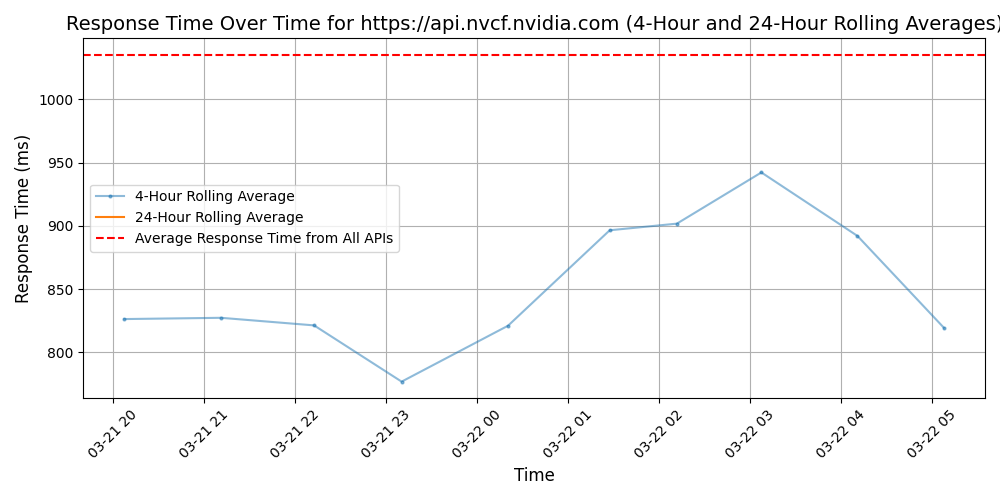 Response Time Over Time for https://api.nvcf.nvidia.com (4-Hour and 24-Hour Rolling Averages)
Response Time (ms)
1000
950
900
850
800
4-Hour Rolling Average
24-Hour Rolling Average
Average Response Time from All APIs
03-21 20
03-21 21
03-21 22
03-21 23
03-22 00
03-22 01
03-22 02
03-22 03
03-22 04
03-22 05
Time